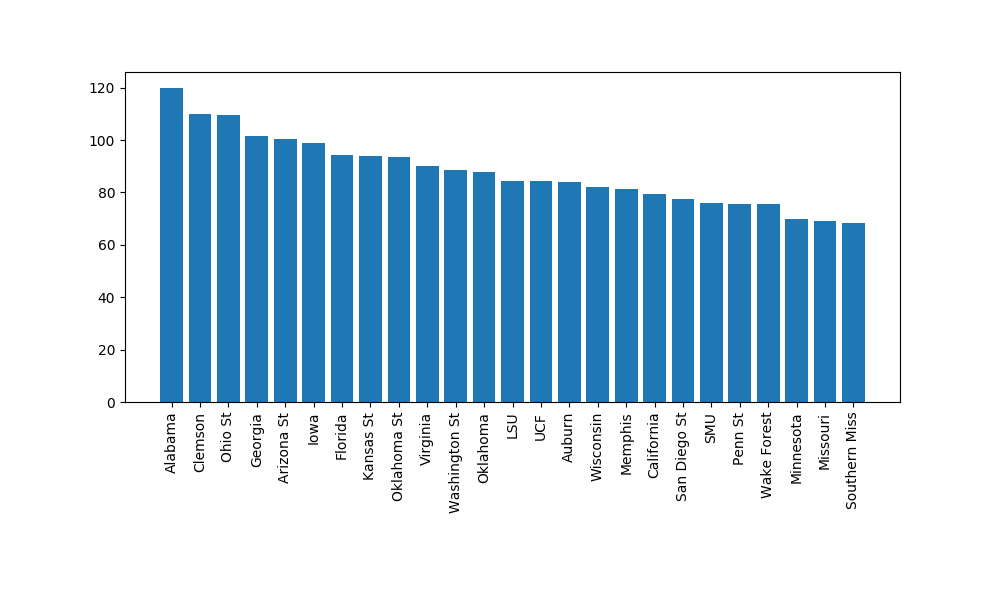 120
100
80
60
40
20
0
Alabama
Clemson
Ohio St
Georgia
Arizona St
Iowa
Florida
Kansas St
Oklahoma St
Virginia
Washington St
Oklahoma
LSU
UCF
Auburn
Wisconsin
Memphis
California
San Diego St
SMU
Penn St
Wake Forest
Minnesota
Missouri
Southern Miss